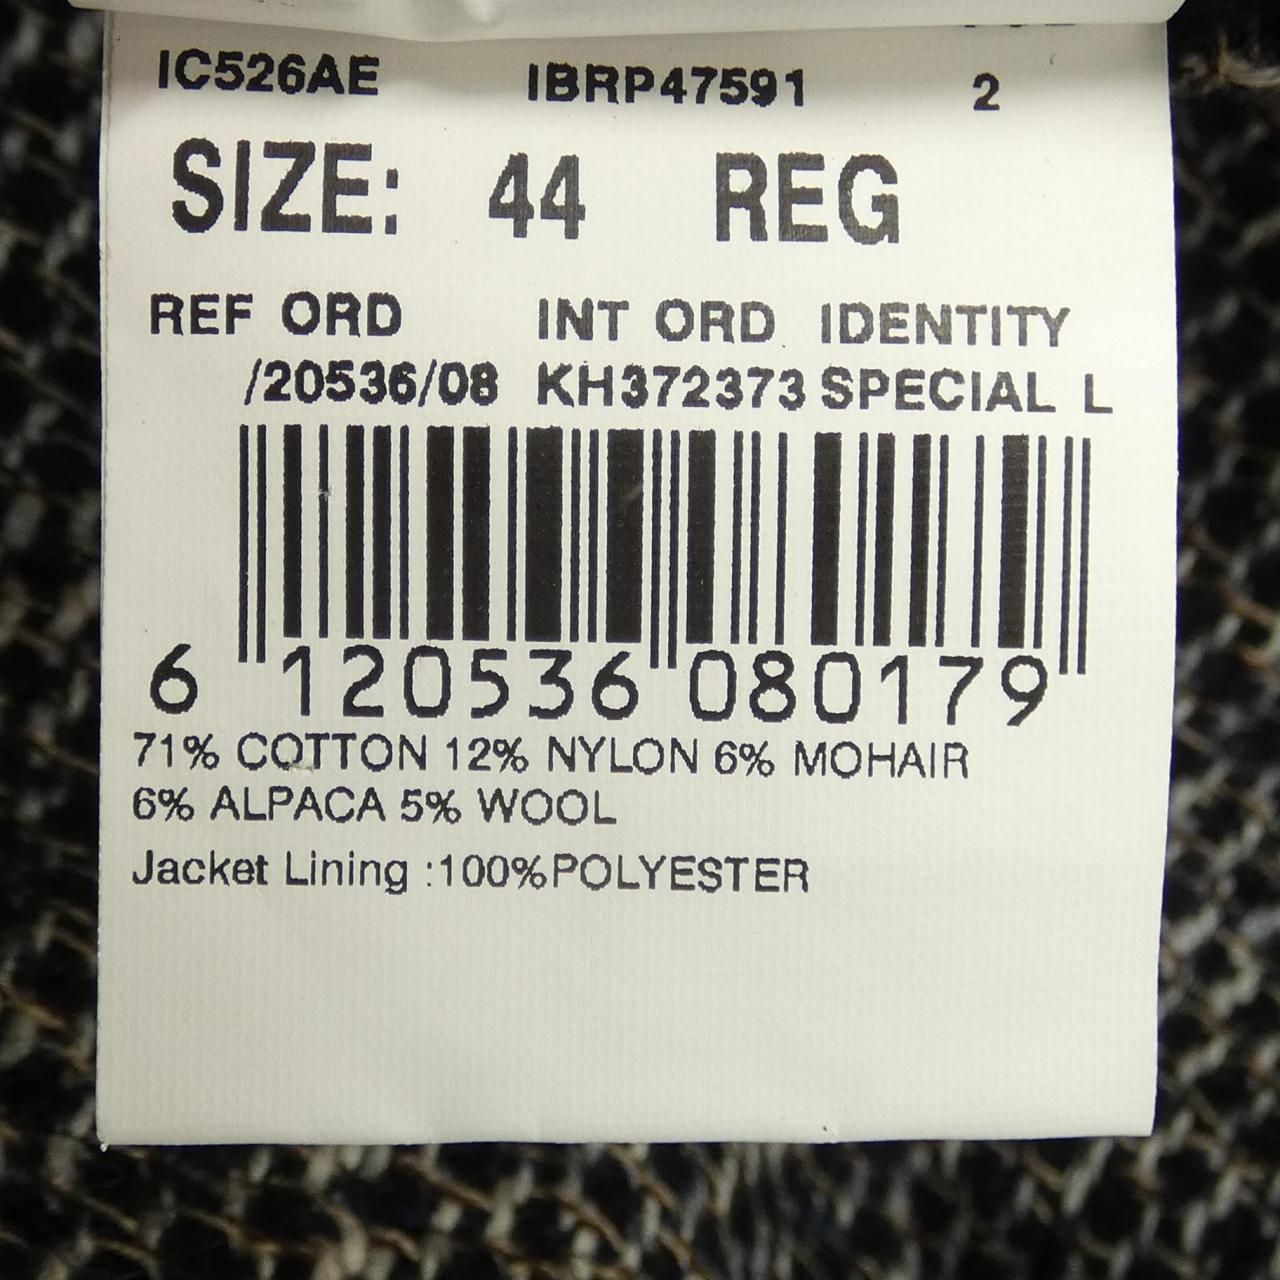 IC526AE IBRP47591 2
SIZE: 44 REG
REF ORD INT ORD IDENTITY
/20536/08 KH372373 SPECIAL L
6 120536 080179
71% COTTON 12% NYLON 6% MOHAIR
6% ALPACA 5% WOOL
Jacket Lining :100%POLYESTER